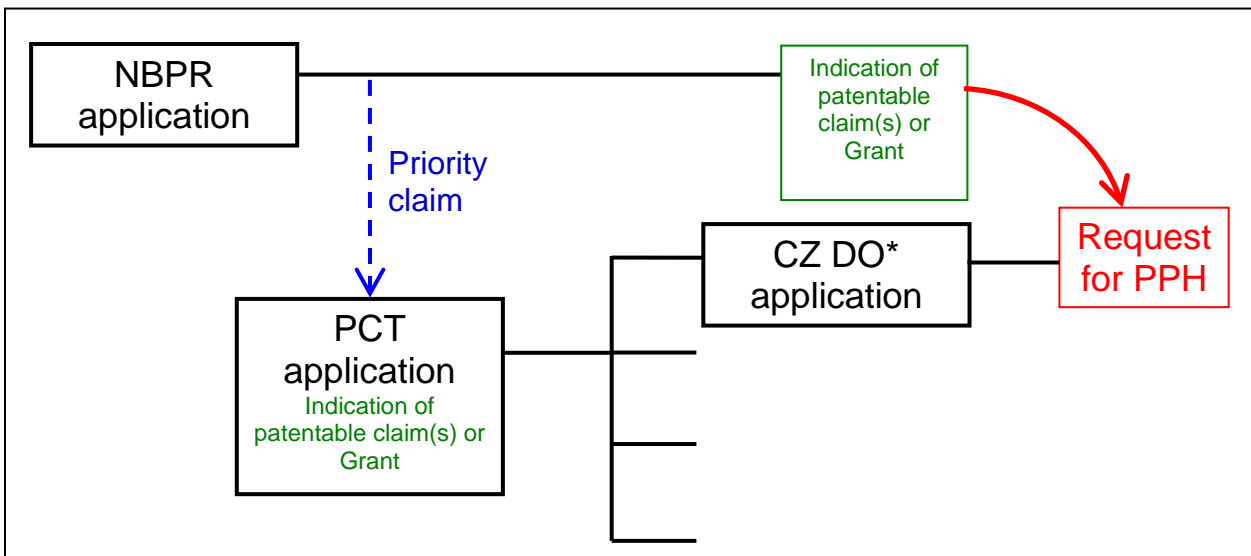 NBPR
application
Indication of
patentable
claim(s) or
Grant
Priority
claim
CZ DO*
application
Request
for PPH
PCT
application
Indication of
patentable claim(s) or
Grant